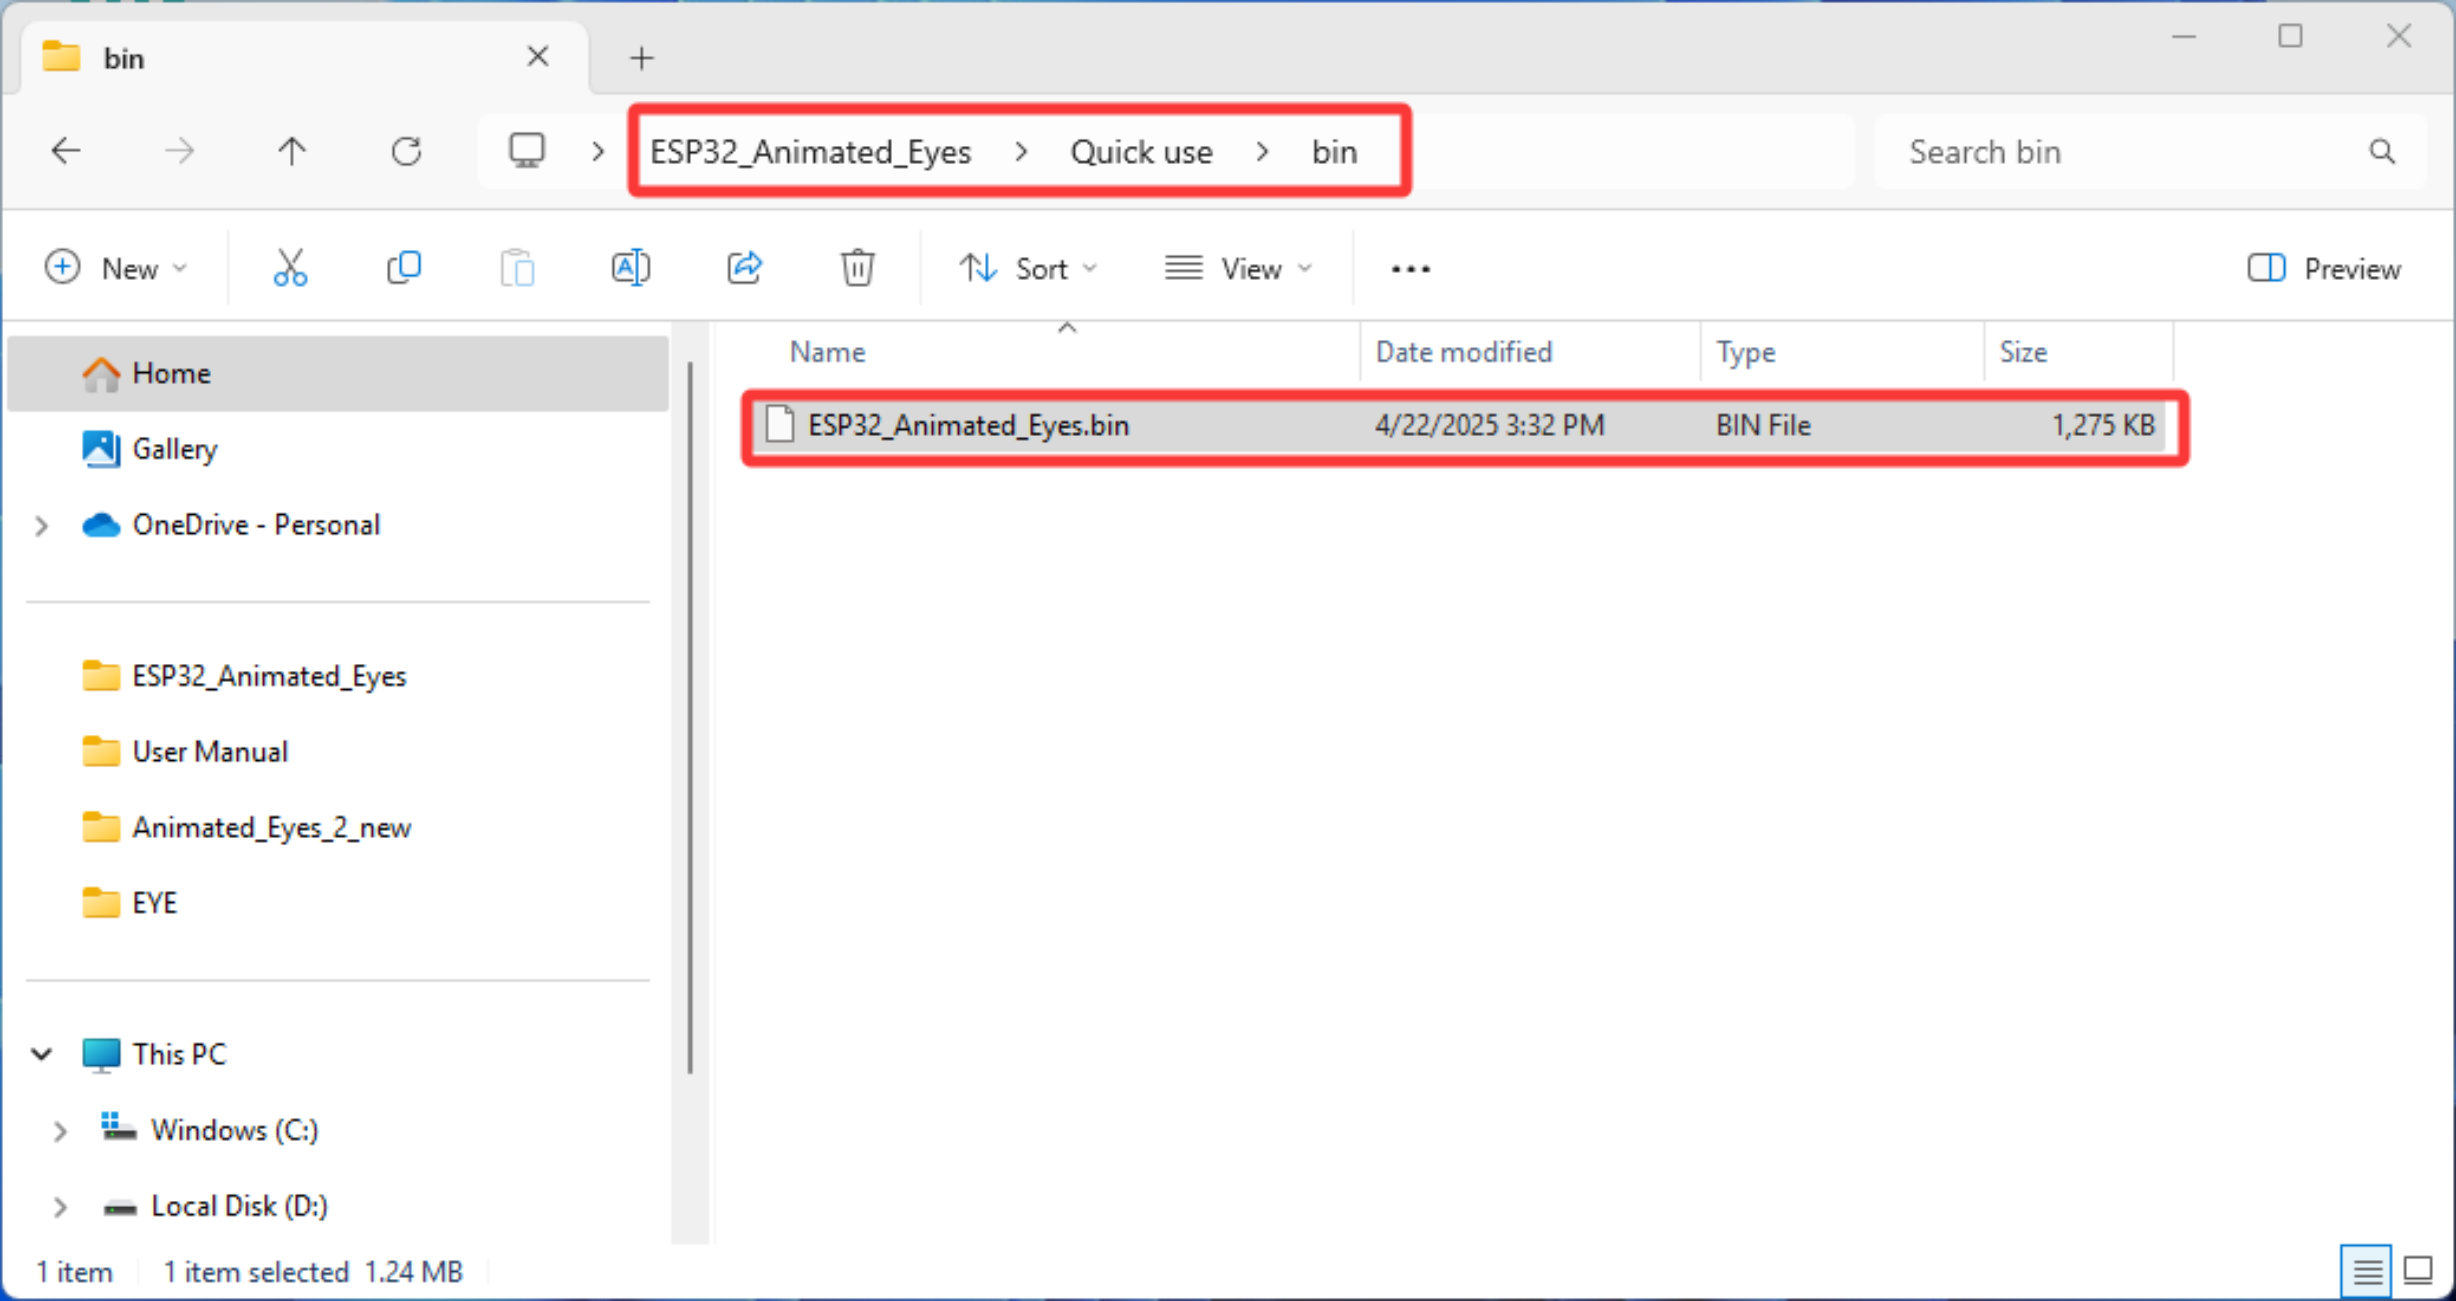 bin
ESP32_Animated_Eyes > Quick use > bin
Search bin
New
Sort
View
Preview
Name Date modified Type Size
ESP32_Animated_Eyes.bin 4/22/2025 3:32 PM BIN File 1,275 KB
Home
Gallery
OneDrive - Personal
ESP32_Animated_Eyes
User Manual
Animated_Eyes_2_new
EYE
This PC
Windows (C:)
Local Disk (D:)
1 item 1 item selected 1.24 MB